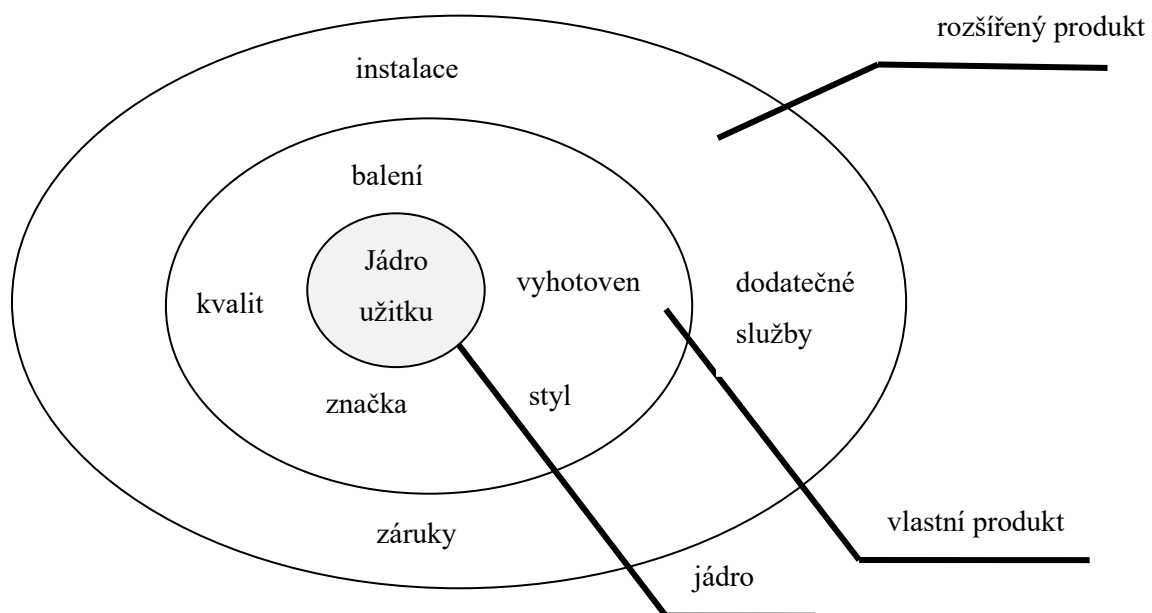 rozšířený produkt
instalace
balení
Jádro
užitku
kvalit
vyhotoven
dodatečné
služby
značka
styl
záruky
vlastní produkt
jádro